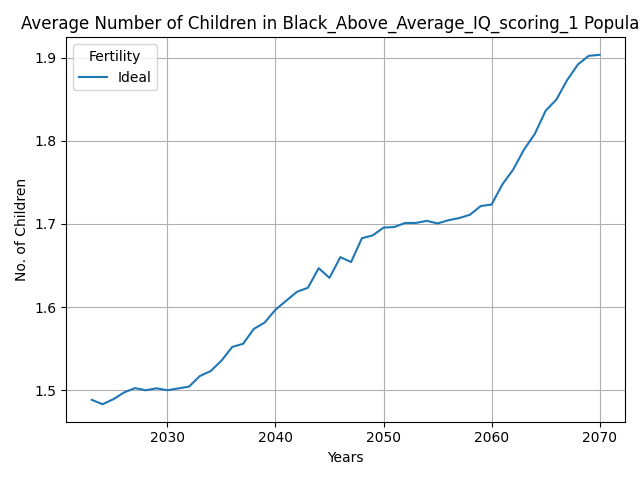 Average Number of Children in Black_Above_Average_IQ_scoring_1 Popula
Fertility
Ideal
1.9
1.8
1.7
1.6
1.5
No. of Children
2030 2040 2050 2060 2070
Years